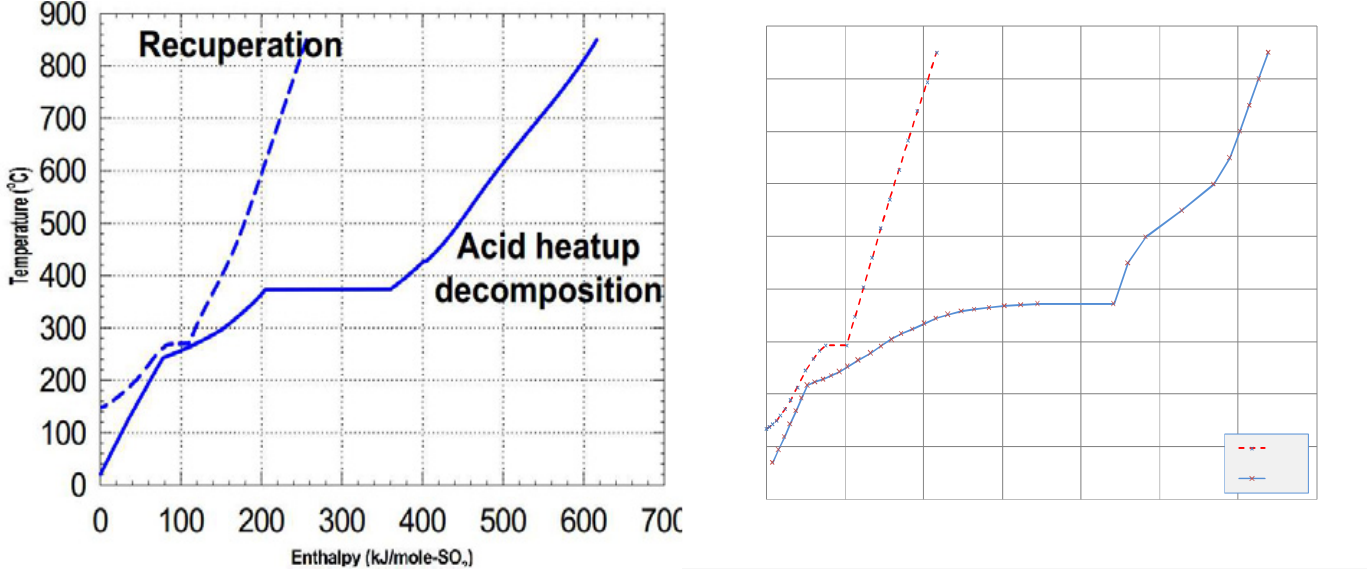 900
Recuperation
800
700
600
500
Acid heatup
400
decomposition
300
200
100
0
Temperature (°C)
0 100 200 300 400 500 600 700
Enthalpy (kJ/mole-SO₂)